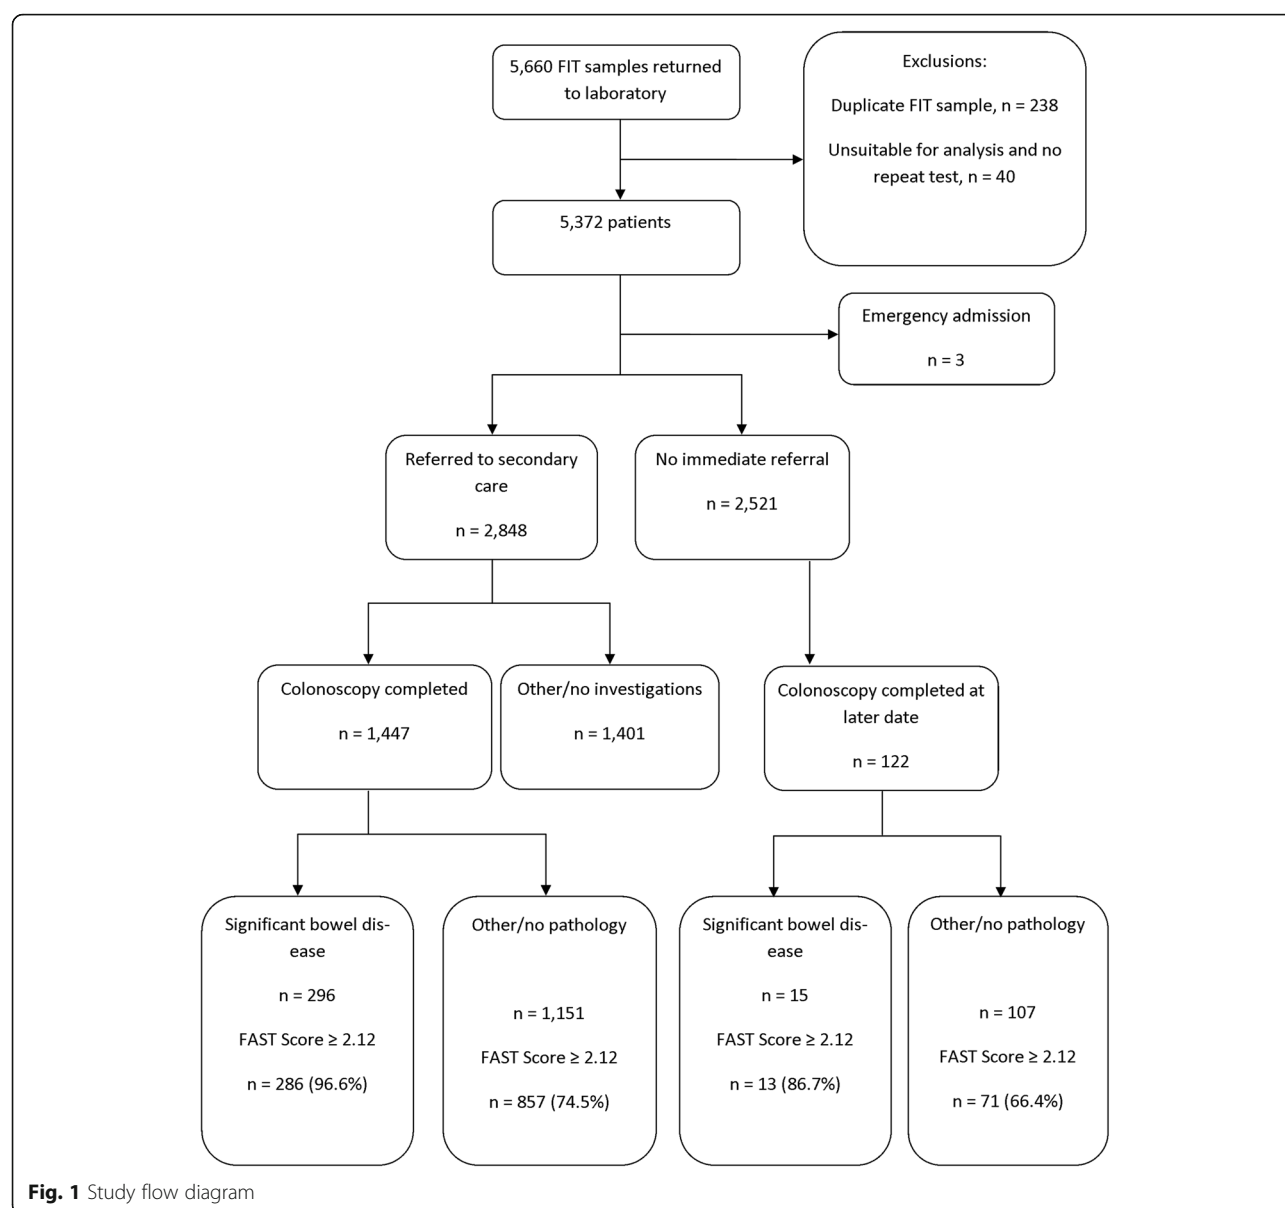 5,660 FIT samples returned
to laboratory
Exclusions:
Duplicate FIT sample, n = 238
Unsuitable for analysis and no
repeat test, n = 40
5,372 patients
Emergency admission
n = 3
Referred to secondary
care
n = 2,848
No immediate referral
n = 2,521
Colonoscopy completed
n = 1,447
Other/no investigations
n = 1,401
Colonoscopy completed at
later date
n = 122
Significant bowel dis-
ease
n = 296
FAST Score ≥ 2.12
n = 286 (96.6%)
Other/no pathology
n = 1,151
FAST Score ≥ 2.12
n = 857 (74.5%)
Significant bowel dis-
ease
n = 15
FAST Score ≥ 2.12
n = 13 (86.7%)
Other/no pathology
n = 107
FAST Score ≥ 2.12
n = 71 (66.4%)
Fig. 1 Study flow diagram